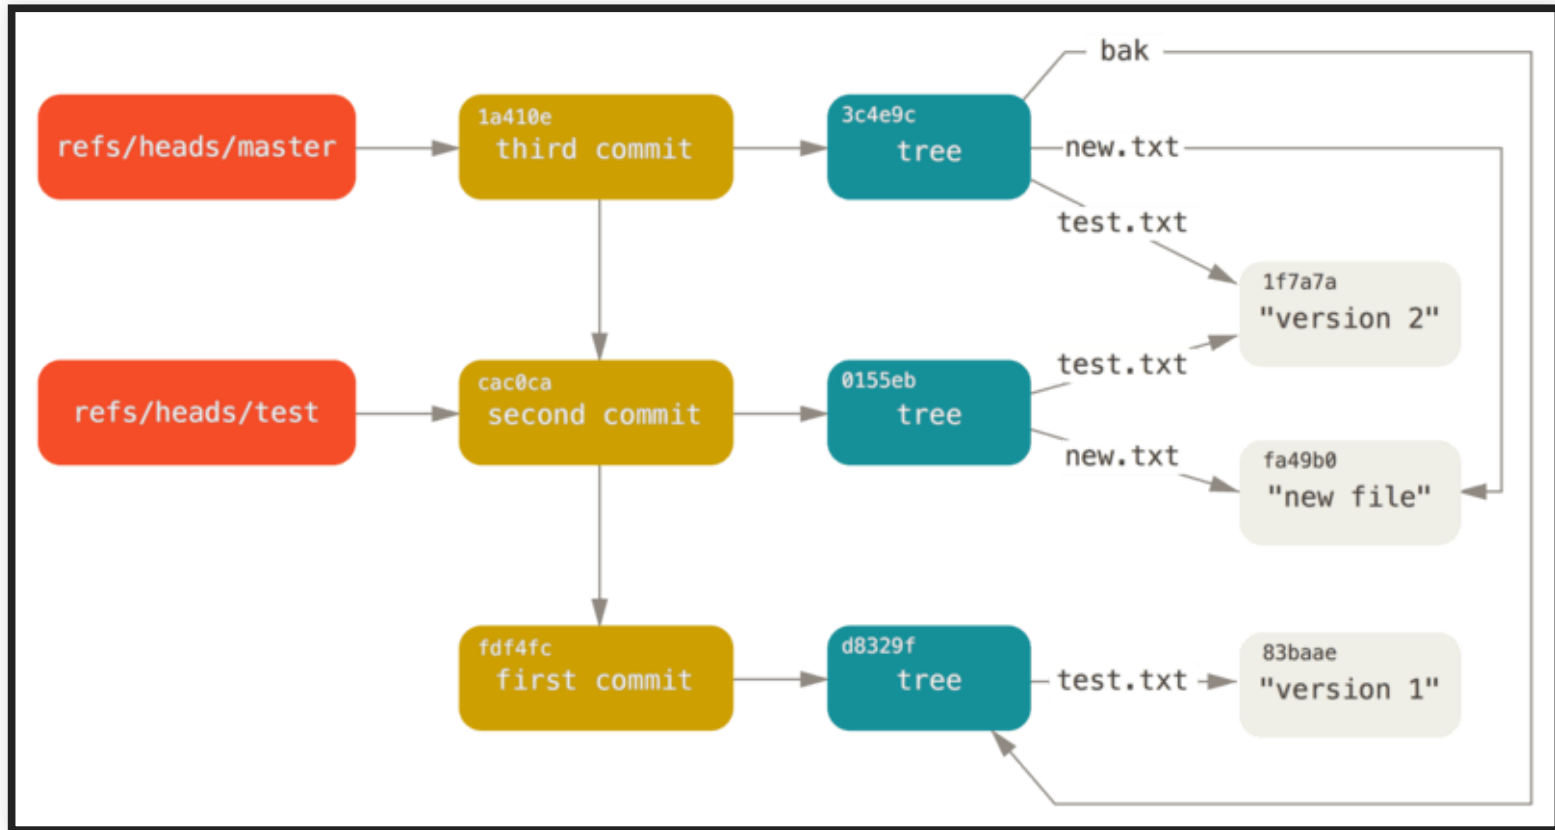 bak
1a410e
3c4e9c
refs/heads/master
third commit
tree
new.txt
test.txt
1f7a7a
"version 2"
cac0ca
0155eb
test.txt
refs/heads/test
second commit
tree
new.txt
fa49b0
"new file"
fdf4fc
d8329f
83baae
first commit
tree
test.txt
"version 1"